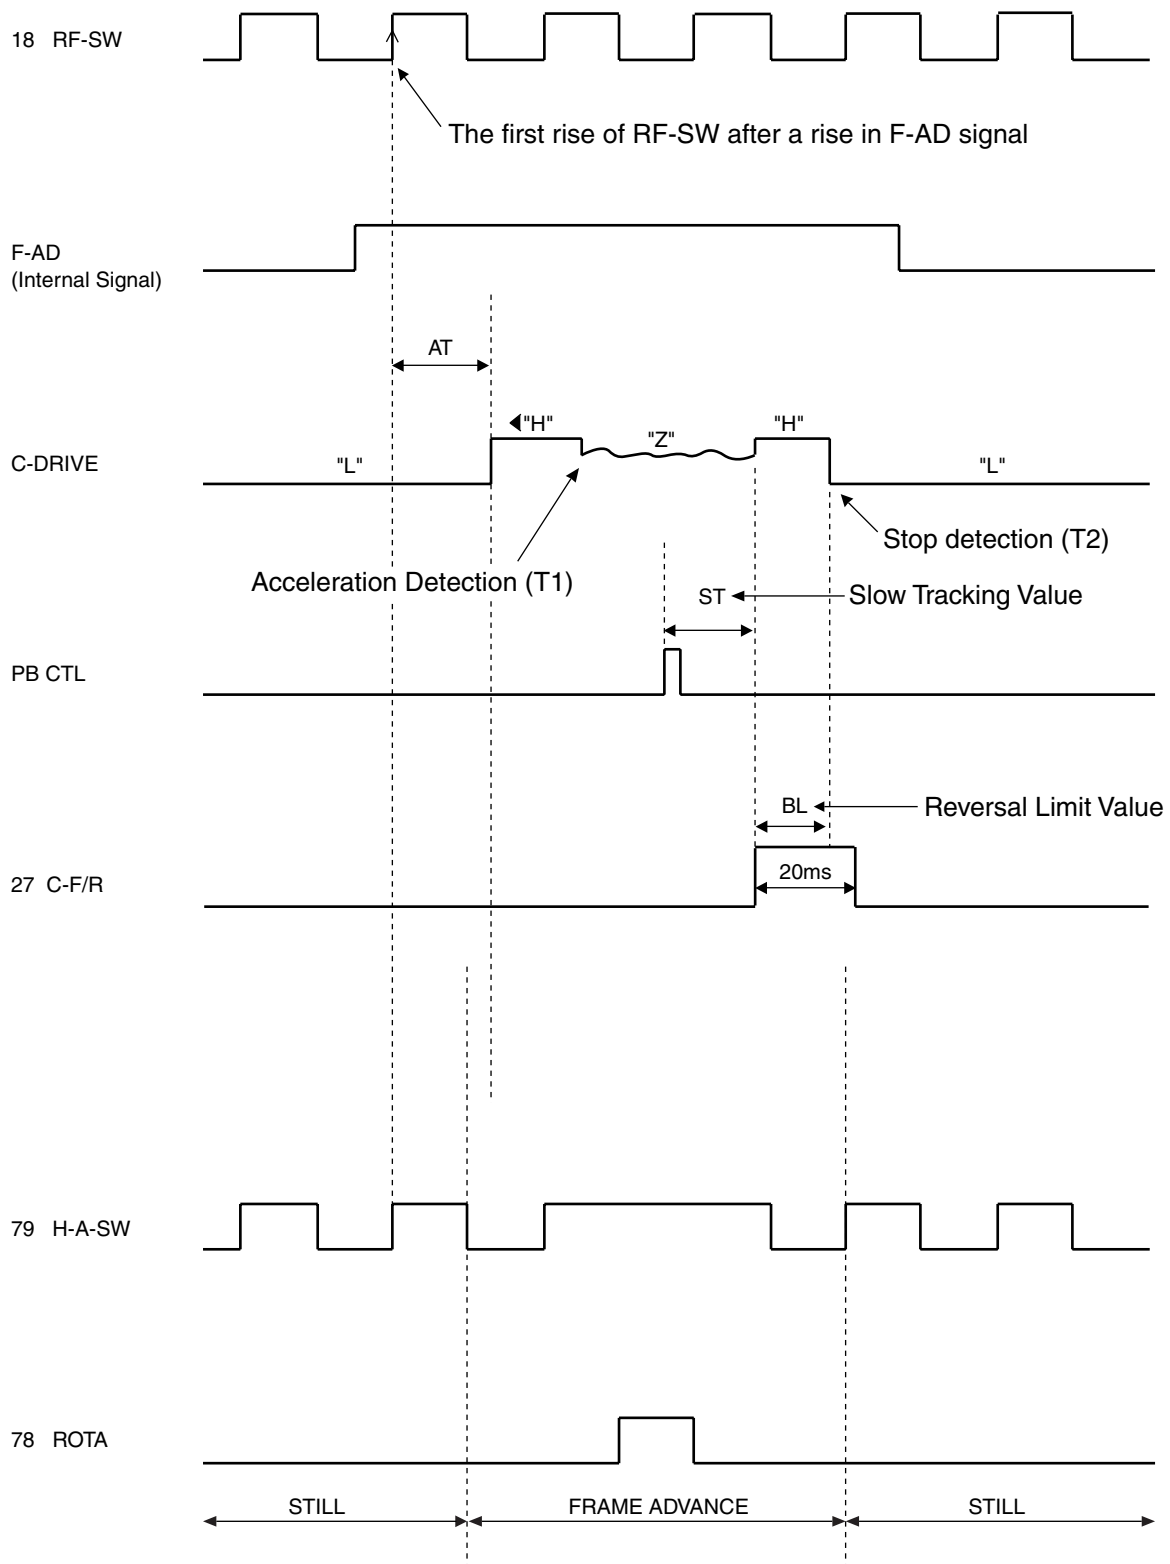 18 RF-SW
The first rise of RF-SW after a rise in F-AD signal
F-AD
(Internal Signal)
AT
"H"
"Z"
"H"
C-DRIVE
"L"
"L"
Stop detection (T2)
Acceleration Detection (T1)
ST
Slow Tracking Value
PB CTL
BL
Reversal Limit Value
20ms
27 C-F/R
79 H-A-SW
78 ROTA
STILL
FRAME ADVANCE
STILL